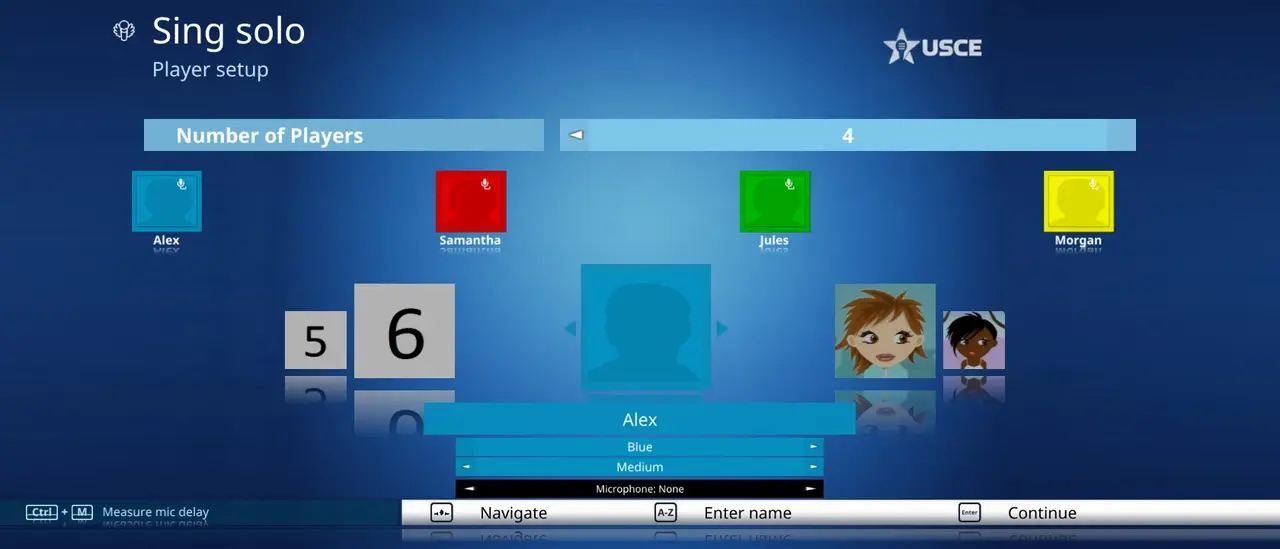 Sing solo
Player setup
USCE
Number of Players
4
Alex
Samantha
Jules
Morgan
5
6
Alex
Blue
Medium
Microphone: None
Ctrl + M Measure mic delay
Navigate
A-Z Enter name
Enter Continue